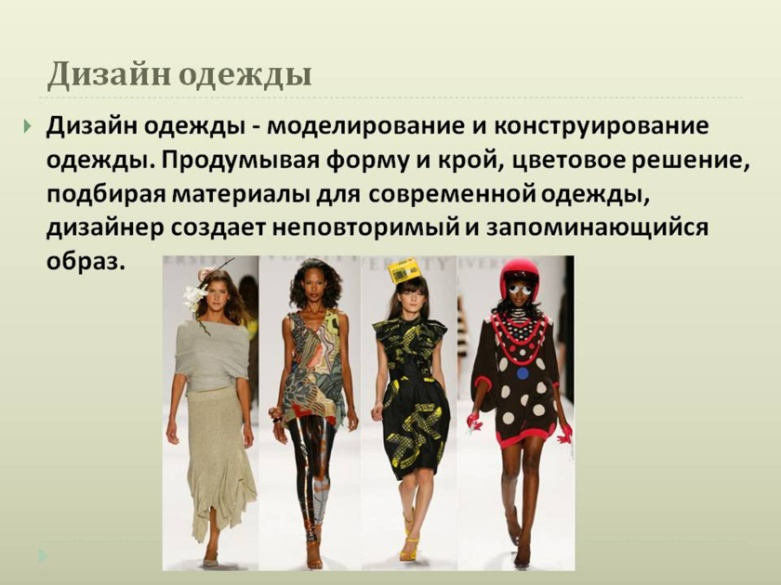 Дизайн одежды
Дизайн одежды - моделирование и конструирование
одежды. Продумывая форму и крой, цветовое решение,
подбирая материалы для современной одежды,
дизайнер создает неповторимый и запоминающийся
образ.